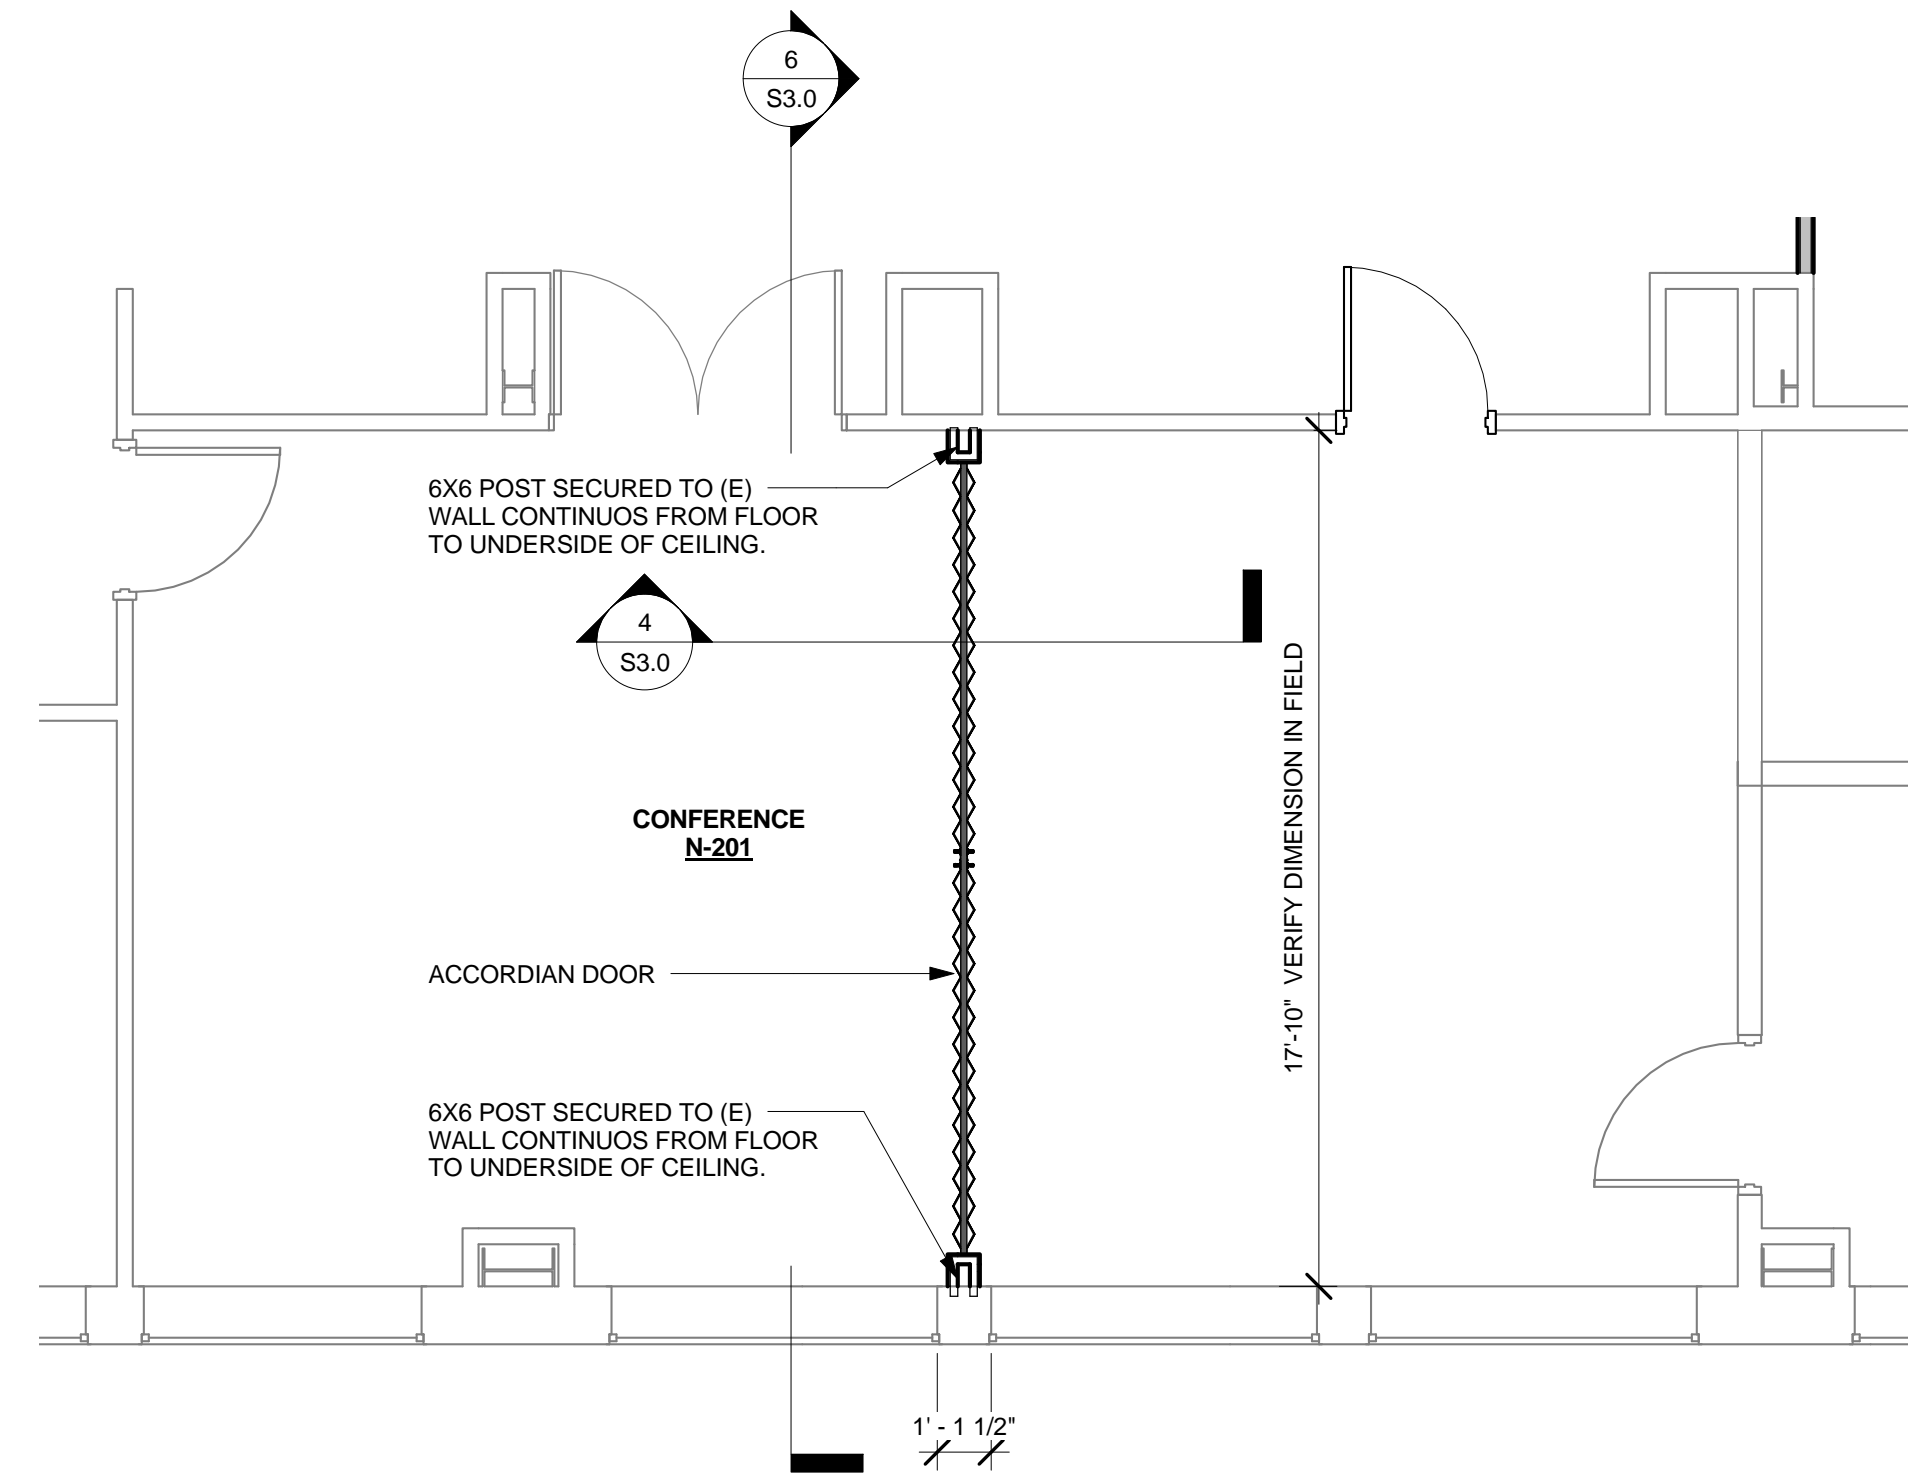 6
S3.0
6X6 POST SECURED TO (E)
WALL CONTINUOS FROM FLOOR
TO UNDERSIDE OF CEILING.
4
S3.0
17'-10" VERIFY DIMENSION IN FIELD
CONFERENCE
N-201
ACCORDIAN DOOR
6X6 POST SECURED TO (E)
WALL CONTINUOS FROM FLOOR
TO UNDERSIDE OF CEILING.
1' - 1 1/2"